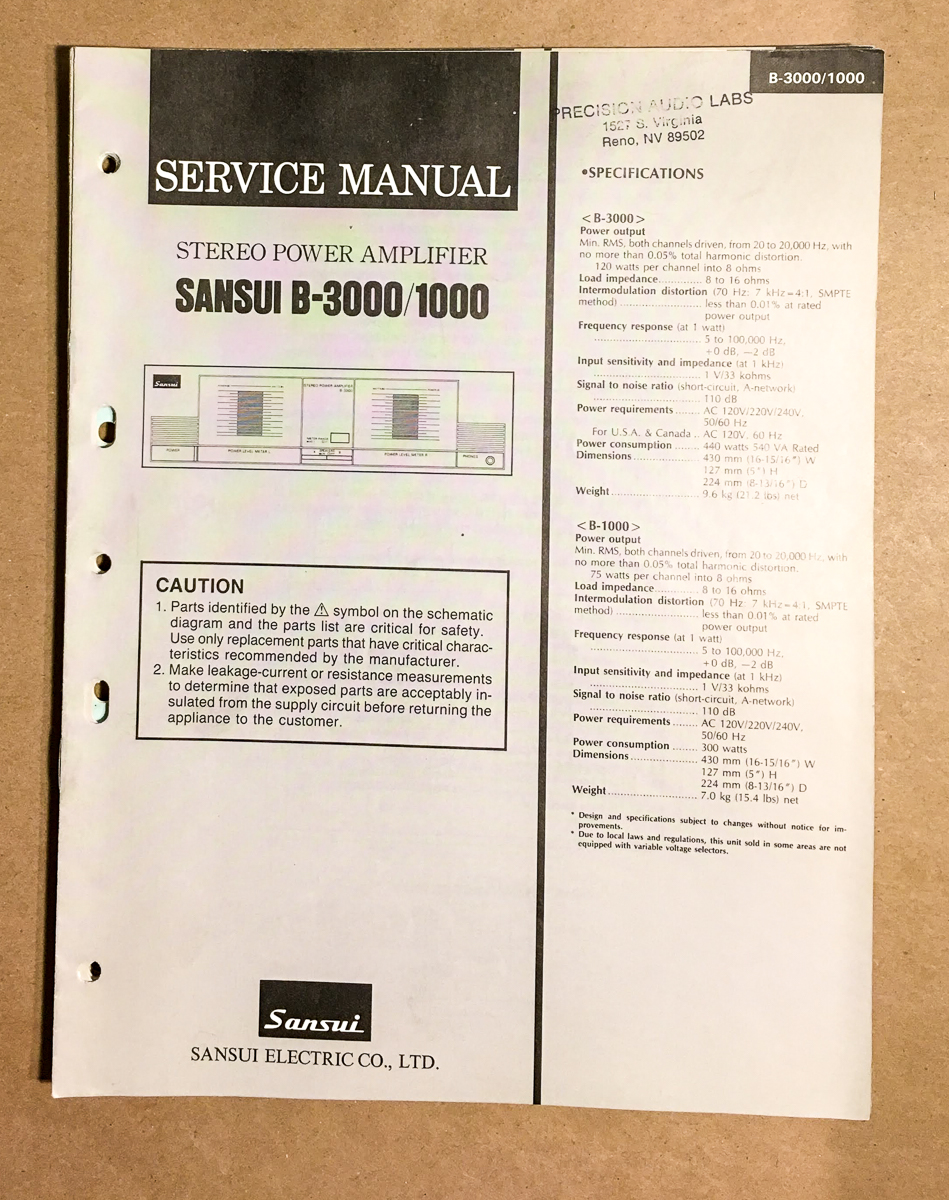 SERVICE MANUAL
STEREO POWER AMPLIFIER
SANSUI B-3000/1000
Sansui
STEREO POWER AMPLIFIER
POWER
POWER LEVEL METER L
POWER LEVEL METER R
PHONES
CAUTION
1. Parts identified by the ⚠ symbol on the schematic
diagram and the parts list are critical for safety.
Use only replacement parts that have critical charac-
teristics recommended by the manufacturer.
2. Make leakage-current or resistance measurements
to determine that exposed parts are acceptably in-
sulated from the supply circuit before returning the
appliance to the customer.
Sansui
SANSUI ELECTRIC CO., LTD.
B-3000/1000
PRECISION AUDIO LABS
1527 S. Virginia
Reno, NV 89502
•SPECIFICATIONS
<B-3000>
Power output
Min. RMS, both channels driven, from 20 to 20,000 Hz, with
no more than 0.05% total harmonic distortion.
120 watts per channel into 8 ohms
Load impedance............. 8 to 16 ohms
Intermodulation distortion (70 Hz: 7 kHz=4:1, SMPTE
method) ........................ less than 0.01% at rated
power output
Frequency response (at 1 watt)
................................ 5 to 100,000 Hz,
+0 dB, −2 dB
Input sensitivity and impedance (at 1 kHz)
................................ 1 V/33 kohms
Signal to noise ratio (short-circuit, A-network)
................................ 110 dB
Power requirements ....... AC 120V/220V/240V,
50/60 Hz
For U.S.A. & Canada .. AC 120V, 60 Hz
Power consumption ....... 440 watts 540 VA Rated
Dimensions ................... 430 mm (16-15/16") W
127 mm (5") H
224 mm (8-13/16") D
Weight ......................... 9.6 kg (21.2 lbs) net
<B-1000>
Power output
Min. RMS, both channels driven, from 20 to 20,000 Hz, with
no more than 0.05% total harmonic distortion.
75 watts per channel into 8 ohms
Load impedance............. 8 to 16 ohms
Intermodulation distortion (70 Hz: 7 kHz=4:1, SMPTE
method) ........................ less than 0.01% at rated
power output
Frequency response (at 1 watt)
................................ 5 to 100,000 Hz,
+0 dB, −2 dB
Input sensitivity and impedance (at 1 kHz)
................................ 1 V/33 kohms
Signal to noise ratio (short-circuit, A-network)
................................ 110 dB
Power requirements ....... AC 120V/220V/240V,
50/60 Hz
Power consumption ....... 300 watts
Dimensions ................... 430 mm (16-15/16") W
127 mm (5") H
224 mm (8-13/16") D
Weight ......................... 7.0 kg (15.4 lbs) net
* Design and specifications subject to changes without notice for im-
provements.
* Due to local laws and regulations, this unit sold in some areas are not
equipped with variable voltage selectors.